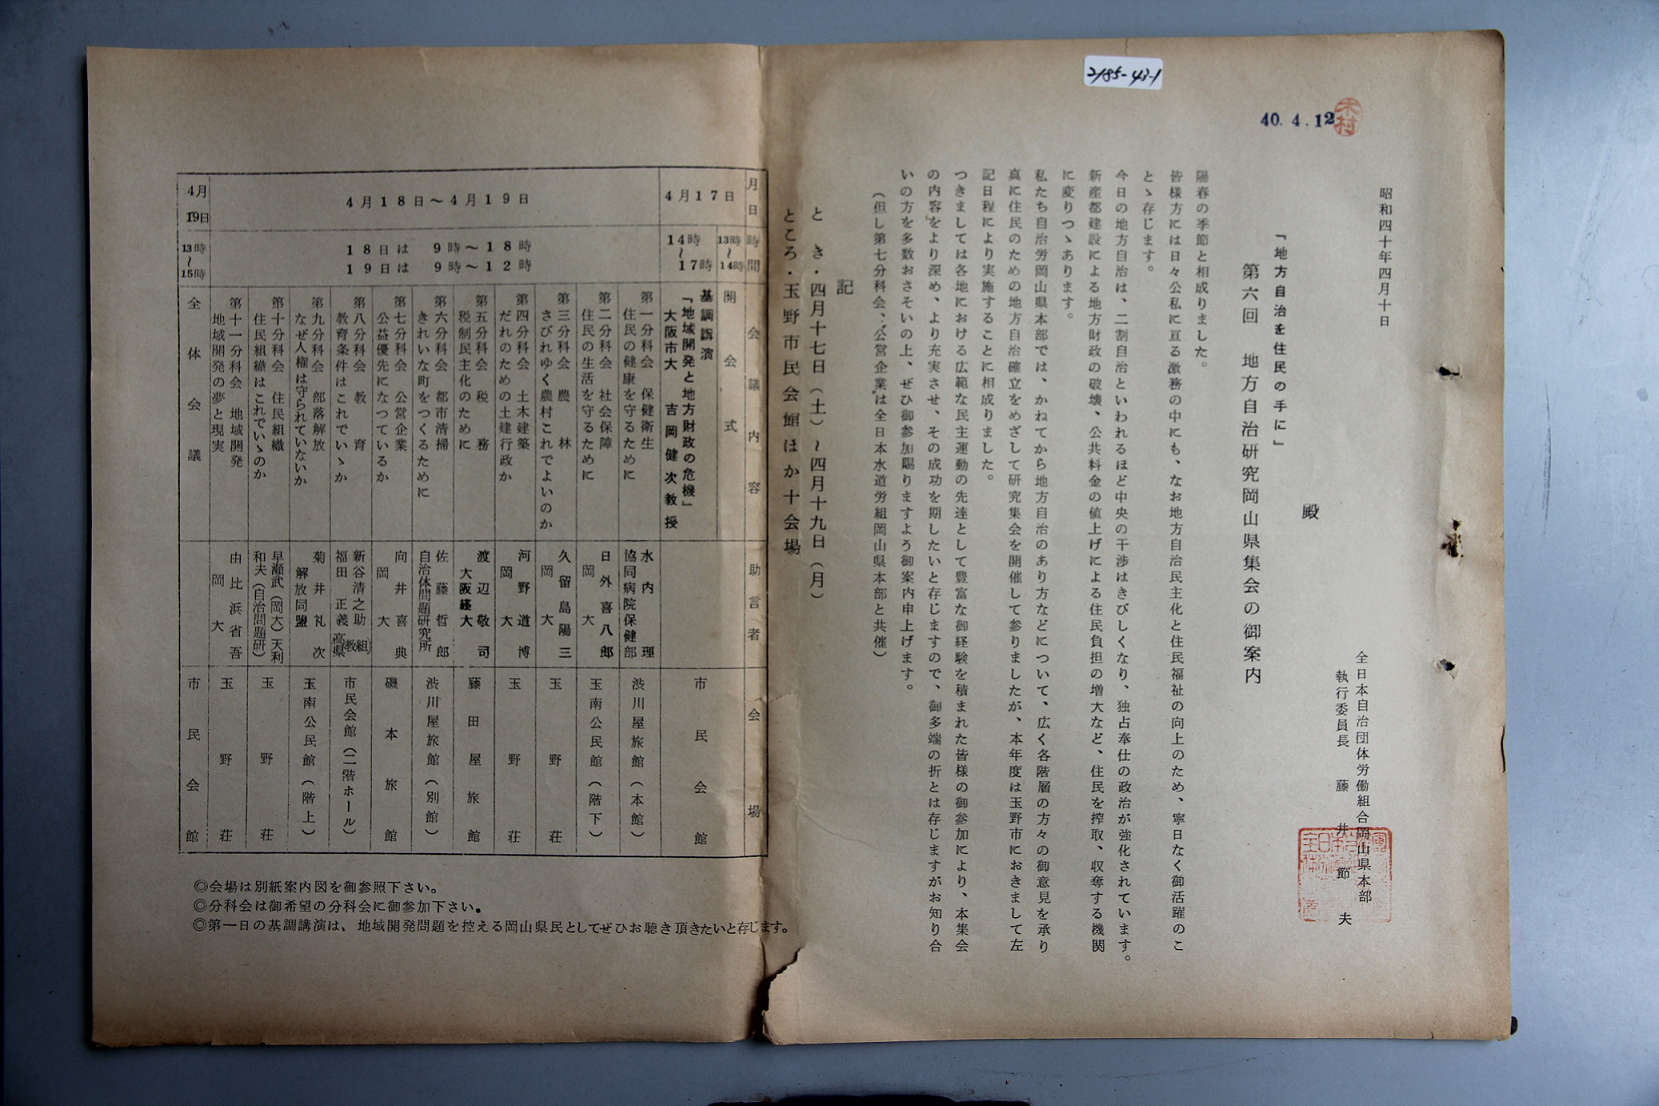 2185-43-1
40.4.12
木村
昭和四十年四月十日
全日本自治団体労働組合岡山県本部
執行委員長 藤井節夫
殿
「地方自治を住民の手に」
第六回 地方自治研究岡山県集会の御案内
陽春の季節と相成りました。
皆様方には日々公私に亘る激務の中にも、なお地方自治民主化と住民福祉の向上のため、寧日なく御活躍のこ
とゝ存じます。
今日の地方自治は、二割自治といわれるほど中央の干渉はきびしくなり、独占奉仕の政治が強化されています。
新産都建設による地方財政の破壊、公共料金の値上げによる住民負担の増大など、住民を搾取、収奪する機関
に変りつゝあります。
私たち自治労岡山県本部では、かねてから地方自治のあり方などについて、広く各階層の方々の御意見を承り
真に住民のための地方自治確立をめざして研究集会を開催して参りましたが、本年度は玉野市におきまして左
記日程により実施することに相成りました。
つきましては各地における広範な民主運動の先達として豊富な御経験を積まれた皆様の御参加により、本集会
の内容をより深め、より充実させ、その成功を期したいと存じますので、御多端の折とは存じますがお知り合
いの方を多数おさそいの上、ぜひ御参加賜りますよう御案内申上げます。
(但し第七分科会、「公営企業」は全日本水道労組岡山県本部と共催)
記
とき・四月十七日(土)～四月十九日(月)
ところ・玉野市民会館ほか十会場
月日 時間 会議内容 助言者 会場
4月17日 13時～14時 開会式 市民会館
14時～17時 基調講演
「地域開発と地方財政の危機」
大阪市大 吉岡健次教授
4月18日～4月19日
18日は 9時～18時
19日は 9時～12時
第一分科会 保健衛生
住民の健康を守るために
水内 理
協同病院保健部
渋川屋旅館(本館)
第二分科会 社会保障
住民の生活を守るために
日外喜八郎
岡大
玉南公民館(階下)
第三分科会 農林
さびれゆく農村これでよいのか
久留島陽三
岡大
玉野荘
第四分科会 土木建築
だれのための土建行政か
河野道博
岡大
玉野荘
第五分科会 税務
税制民主化のために
渡辺敬司
大阪経大
藤田屋旅館
第六分科会 都市清掃
きれいな町をつくるために
佐藤哲郎
自治体問題研究所
渋川屋旅館(別館)
第七分科会 公営企業
公益優先になつているか
向井喜典
岡大
磯本旅館
第八分科会 教育
教育条件はこれでいゝか
新谷清之助
福田正義(高県教組)
市民会館(二階ホール)
第九分科会 部落解放
なぜ人権は守られていないか
菊井礼次
解放同盟
玉南公民館(階上)
第十分科会 住民組織
住民組織はこれでいゝのか
早瀬武(岡大)天利
和夫(自治問題研)
玉野荘
第十一分科会 地域開発
地域開発の夢と現実
由比浜省吾
岡大
玉野荘
4月19日
13時～15時
全体会議
市民会館
◎会場は別紙案内図を御参照下さい。
◎分科会は御希望の分科会に御参加下さい。
◎第一日の基調講演は、地域開発問題を控える岡山県民としてぜひお聴き頂きたいと存じます。